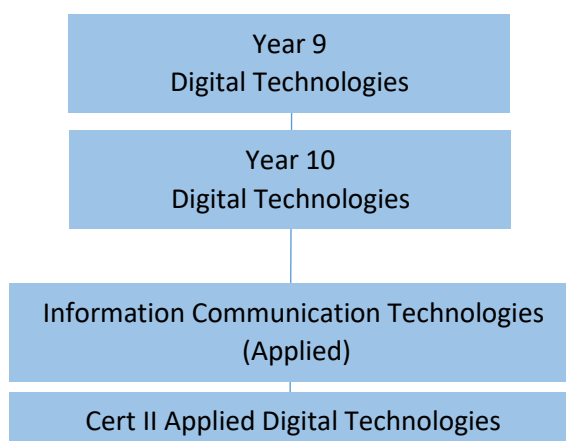 Year 9
Digital Technologies
Year 10
Digital Technologies
Information Communication Technologies
(Applied)
Cert II Applied Digital Technologies